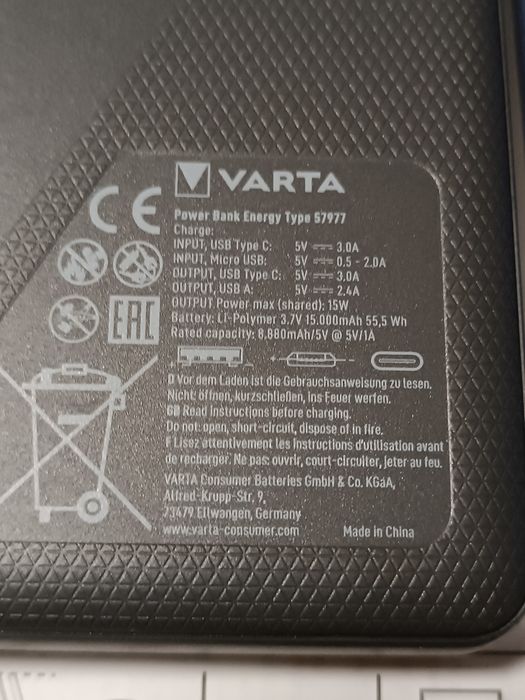 VARTA
CE
Power Bank Energy Type 57977
Charge:
INPUT, USB Type C: 5V ⎓ 3.0A
INPUT, Micro USB: 5V ⎓ 0.5 - 2.0A
OUTPUT, USB Type C: 5V ⎓ 3.0A
OUTPUT, USB A: 5V ⎓ 2.4A
OUTPUT Power max (shared): 15W
Battery: Li-Polymer 3.7V 15.000mAh 55,5 Wh
Rated capacity: 8.880mAh/5V @ 5V/1A
EAC
D Vor dem Laden ist die Gebrauchsanweisung zu lesen.
Nicht öffnen, kurzschließen, ins Feuer werfen.
GB Read instructions before charging.
Do not open, short-circuit, dispose of in fire.
F Lisez attentivement les instructions d'utilisation avant
de recharger. Ne pas ouvrir, court-circuiter, jeter au feu.
VARTA Consumer Batteries GmbH & Co. KGaA,
Alfred-Krupp-Str. 9,
73479 Ellwangen, Germany
www.varta-consumer.com Made in China